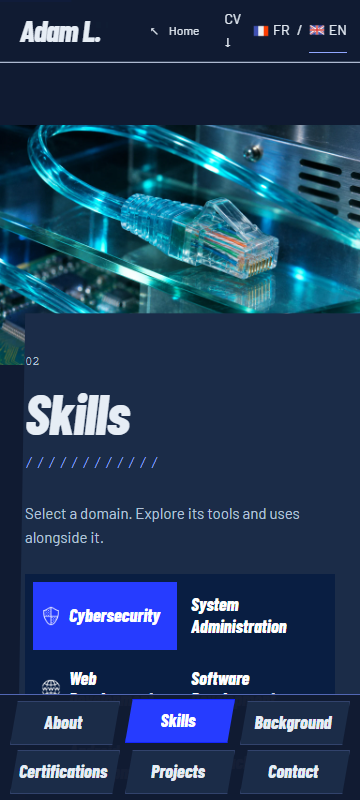 Adam L.
↖ Home
CV
↓
FR / EN
02
Skills
/ / / / / / / / / / / /
Select a domain. Explore its tools and uses
alongside it.
Cybersecurity
System
Administration
Web
Software
About
Skills
Background
Certifications
Projects
Contact